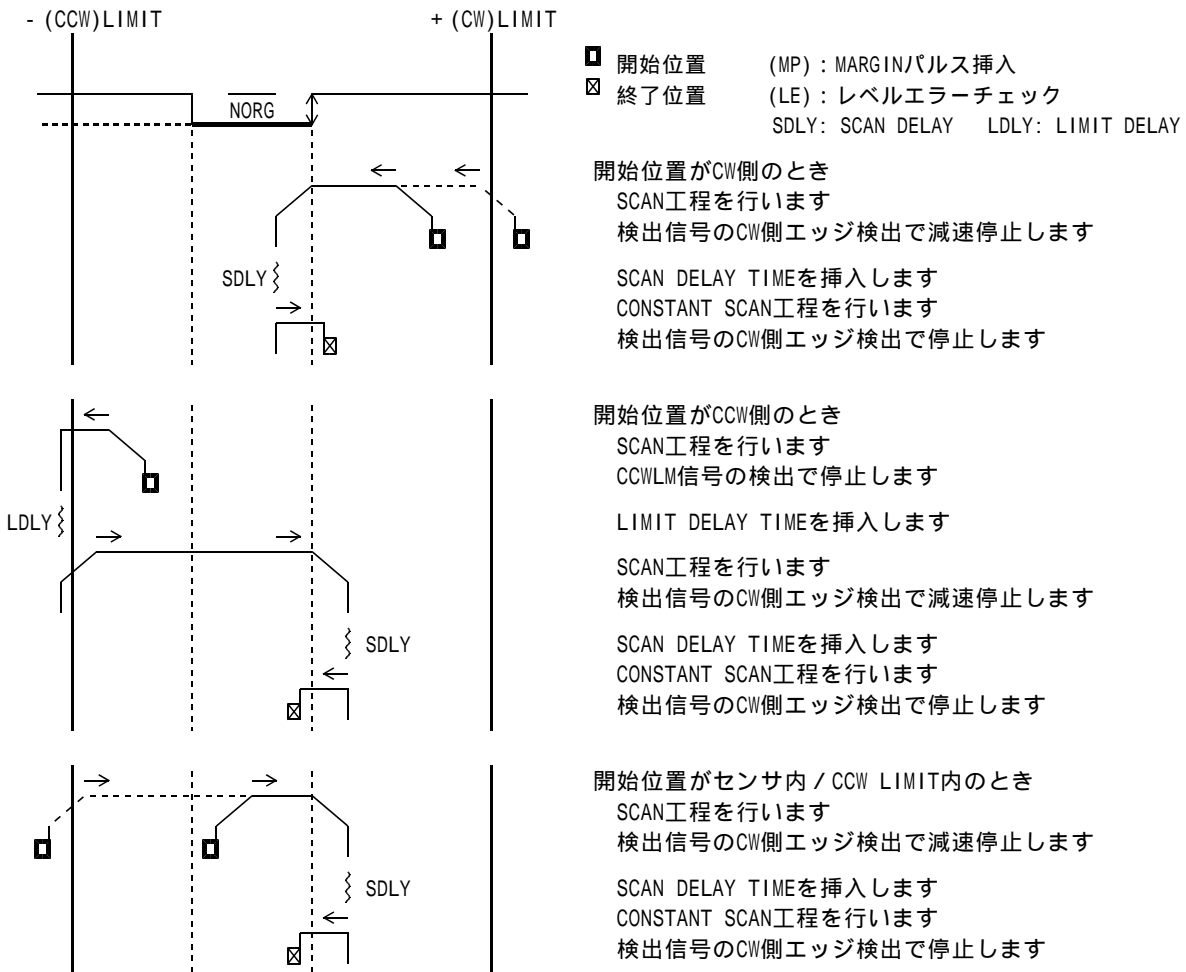 - (CCW)LIMIT
+ (CW)LIMIT
NORG
開始位置 (MP) : MARGINパルス挿入
終了位置 (LE) : レベルエラーチェック
SDLY: SCAN DELAY LDLY: LIMIT DELAY
開始位置がCW側のとき
SCAN工程を行います
検出信号のCW側エッジ検出で減速停止します
SDLY
SCAN DELAY TIMEを挿入します
CONSTANT SCAN工程を行います
検出信号のCW側エッジ検出で停止します
開始位置がCCW側のとき
SCAN工程を行います
CCWLM信号の検出で停止します
LDLY
LIMIT DELAY TIMEを挿入します
SCAN工程を行います
検出信号のCW側エッジ検出で減速停止します
SDLY
SCAN DELAY TIMEを挿入します
CONSTANT SCAN工程を行います
検出信号のCW側エッジ検出で停止します
開始位置がセンサ内 / CCW LIMIT内のとき
SCAN工程を行います
検出信号のCW側エッジ検出で減速停止します
SDLY
SCAN DELAY TIMEを挿入します
CONSTANT SCAN工程を行います
検出信号のCW側エッジ検出で停止します